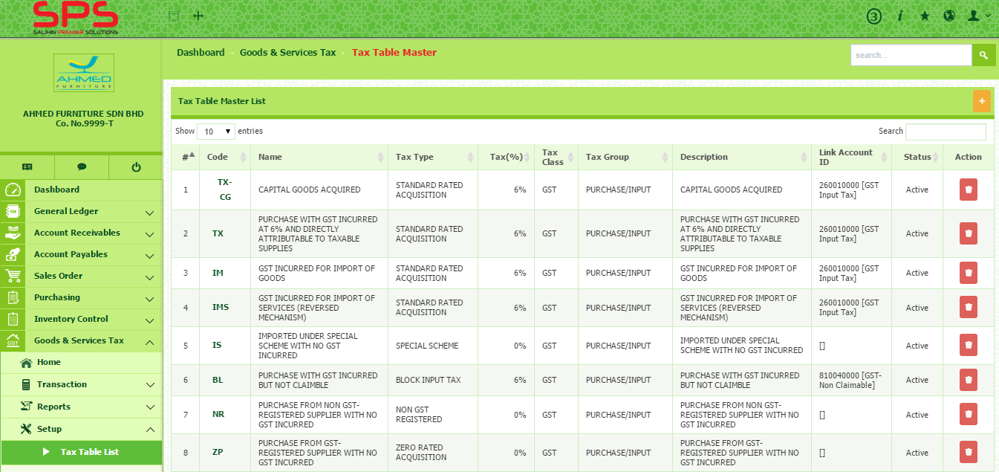 SPS
SALIHIN PREMIER SOLUTIONS
3
i
Dashboard - Goods & Services Tax - Tax Table Master
search...
AHMED
FURNITURE
AHMED FURNITURE SDN BHD
Co. No.9999-T
Dashboard
RM
General Ledger
Account Receivables
Account Payables
Sales Order
Purchasing
Inventory Control
GST
Goods & Services Tax
Home
Transaction
Reports
Setup
Tax Table List
Tax Table Master List
+
Show 10 entries
Search
# Code Name Tax Type Tax(%) Tax Class Tax Group Description Link Account ID Status Action
1
TX-
CG
CAPITAL GOODS ACQUIRED
STANDARD RATED
ACQUISITION
6%
GST
PURCHASE/INPUT
CAPITAL GOODS ACQUIRED
260010000 [GST
Input Tax]
Active
2
TX
PURCHASE WITH GST INCURRED
AT 6% AND DIRECTLY
ATTRIBUTABLE TO TAXABLE
SUPPLIES
STANDARD RATED
ACQUISITION
6%
GST
PURCHASE/INPUT
PURCHASE WITH GST INCURRED
AT 6% AND DIRECTLY
ATTRIBUTABLE TO TAXABLE
SUPPLIES
260010000 [GST
Input Tax]
Active
3
IM
GST INCURRED FOR IMPORT OF
GOODS
STANDARD RATED
ACQUISITION
6%
GST
PURCHASE/INPUT
GST INCURRED FOR IMPORT OF
GOODS
260010000 [GST
Input Tax]
Active
4
IMS
GST INCURRED FOR IMPORT OF
SERVICES (REVERSED
MECHANISM)
STANDARD RATED
ACQUISITION
6%
GST
PURCHASE/INPUT
GST INCURRED FOR IMPORT OF
SERVICES (REVERSED
MECHANISM)
260010000 [GST
Input Tax]
Active
5
IS
IMPORTED UNDER SPECIAL
SCHEME WITH NO GST
INCURRED
SPECIAL SCHEME
0%
GST
PURCHASE/INPUT
IMPORTED UNDER SPECIAL
SCHEME WITH NO GST INCURRED
[]
Active
6
BL
PURCHASE WITH GST INCURRED
BUT NOT CLAIMBLE
BLOCK INPUT TAX
6%
GST
PURCHASE/INPUT
PURCHASE WITH GST INCURRED
BUT NOT CLAIMBLE
810040000 [GST-
Non Claimable]
Active
7
NR
PURCHASE FROM NON GST-
REGISTERED SUPPLIER WITH NO
GST INCURRED
NON GST
REGISTERED
0%
GST
PURCHASE/INPUT
PURCHASE FROM NON GST-
REGISTERED SUPPLIER WITH NO
GST INCURRED
[]
Active
8
ZP
PURCHASE FROM GST-
REGISTERED SUPPLIER WITH NO
GST INCURRED
ZERO RATED
ACQUISITION
0%
GST
PURCHASE/INPUT
PURCHASE FROM GST-
REGISTERED SUPPLIER WITH NO
GST INCURRED
[]
Active